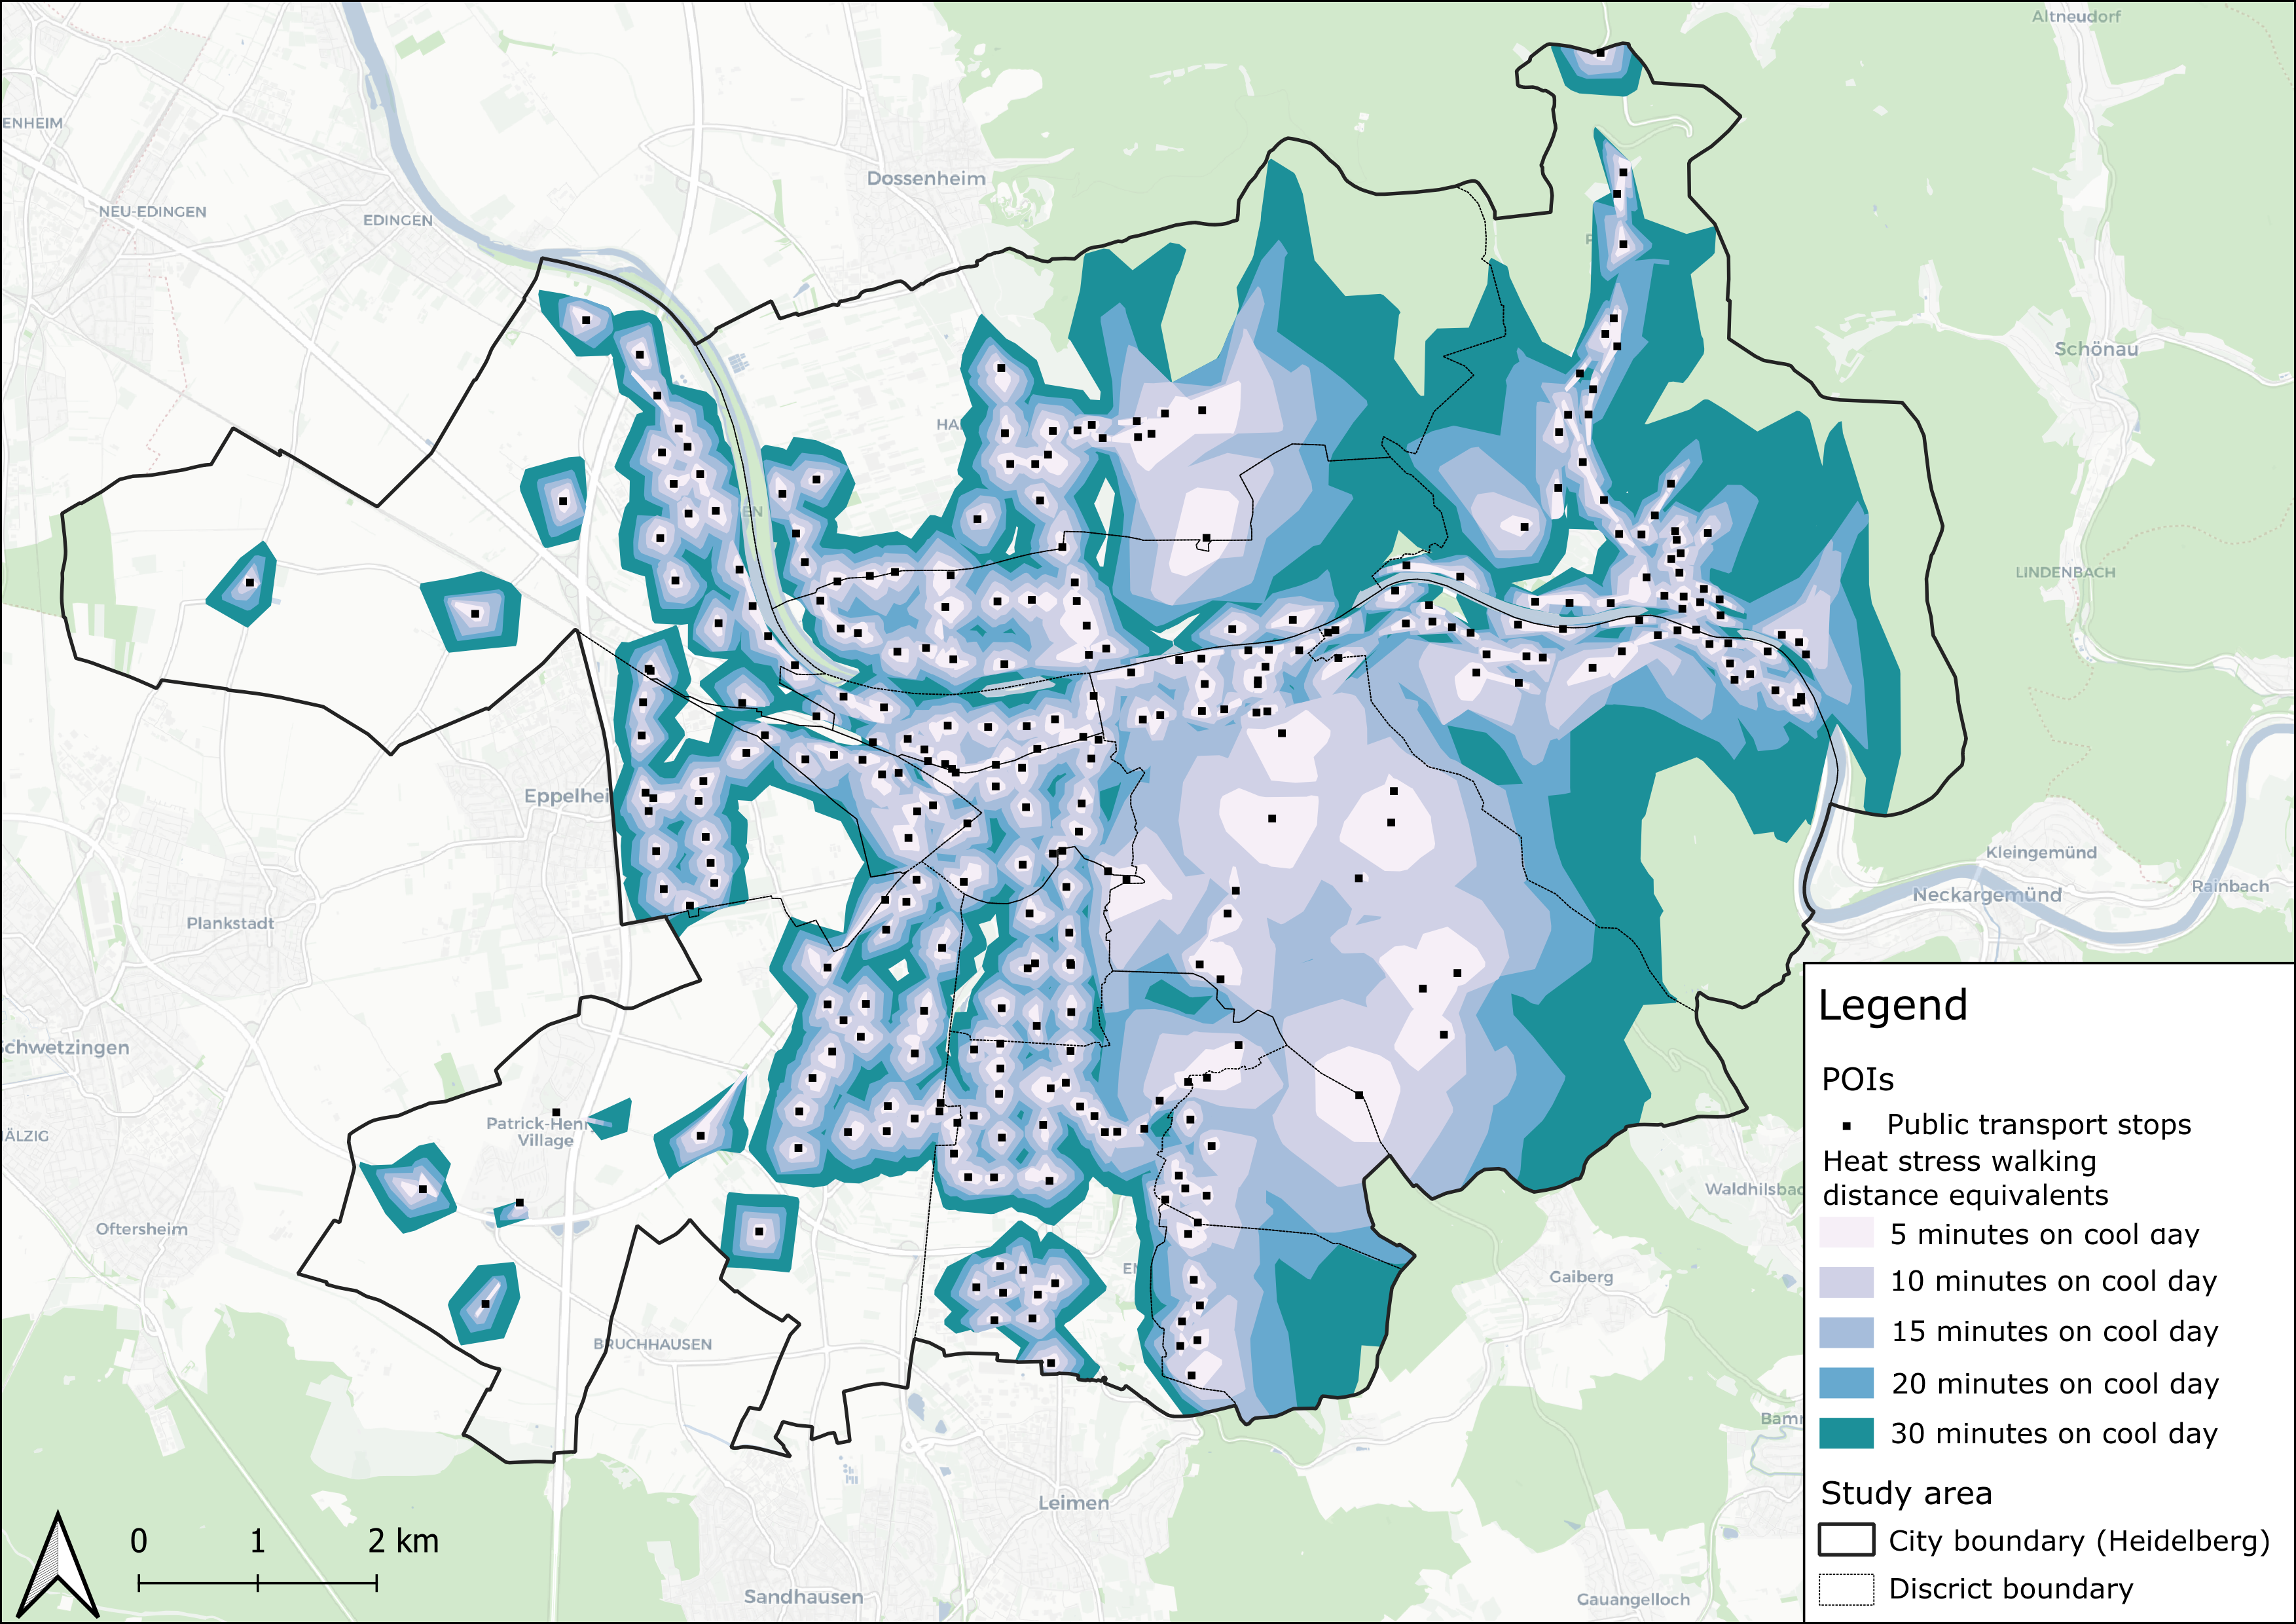 Altneudorf
ENHEIM
Dossenheim
NEU-EDINGEN
EDINGEN
Schönau
HA
EN
LINDENBACH
Eppelhei
Kleingemünd
Rainbach
Neckargemünd
Plankstadt
Schwetzingen
Patrick-Henr
Village
ÄLZIG
Waldhilsbac
Oftersheim
EM
Gaiberg
BRUCHHAUSEN
Leimen
Bamm
Sandhausen
Gauangelloch
0 1 2 km
Legend
POIs
Public transport stops
Heat stress walking
distance equivalents
5 minutes on cool day
10 minutes on cool day
15 minutes on cool day
20 minutes on cool day
30 minutes on cool day
Study area
City boundary (Heidelberg)
Discrict boundary